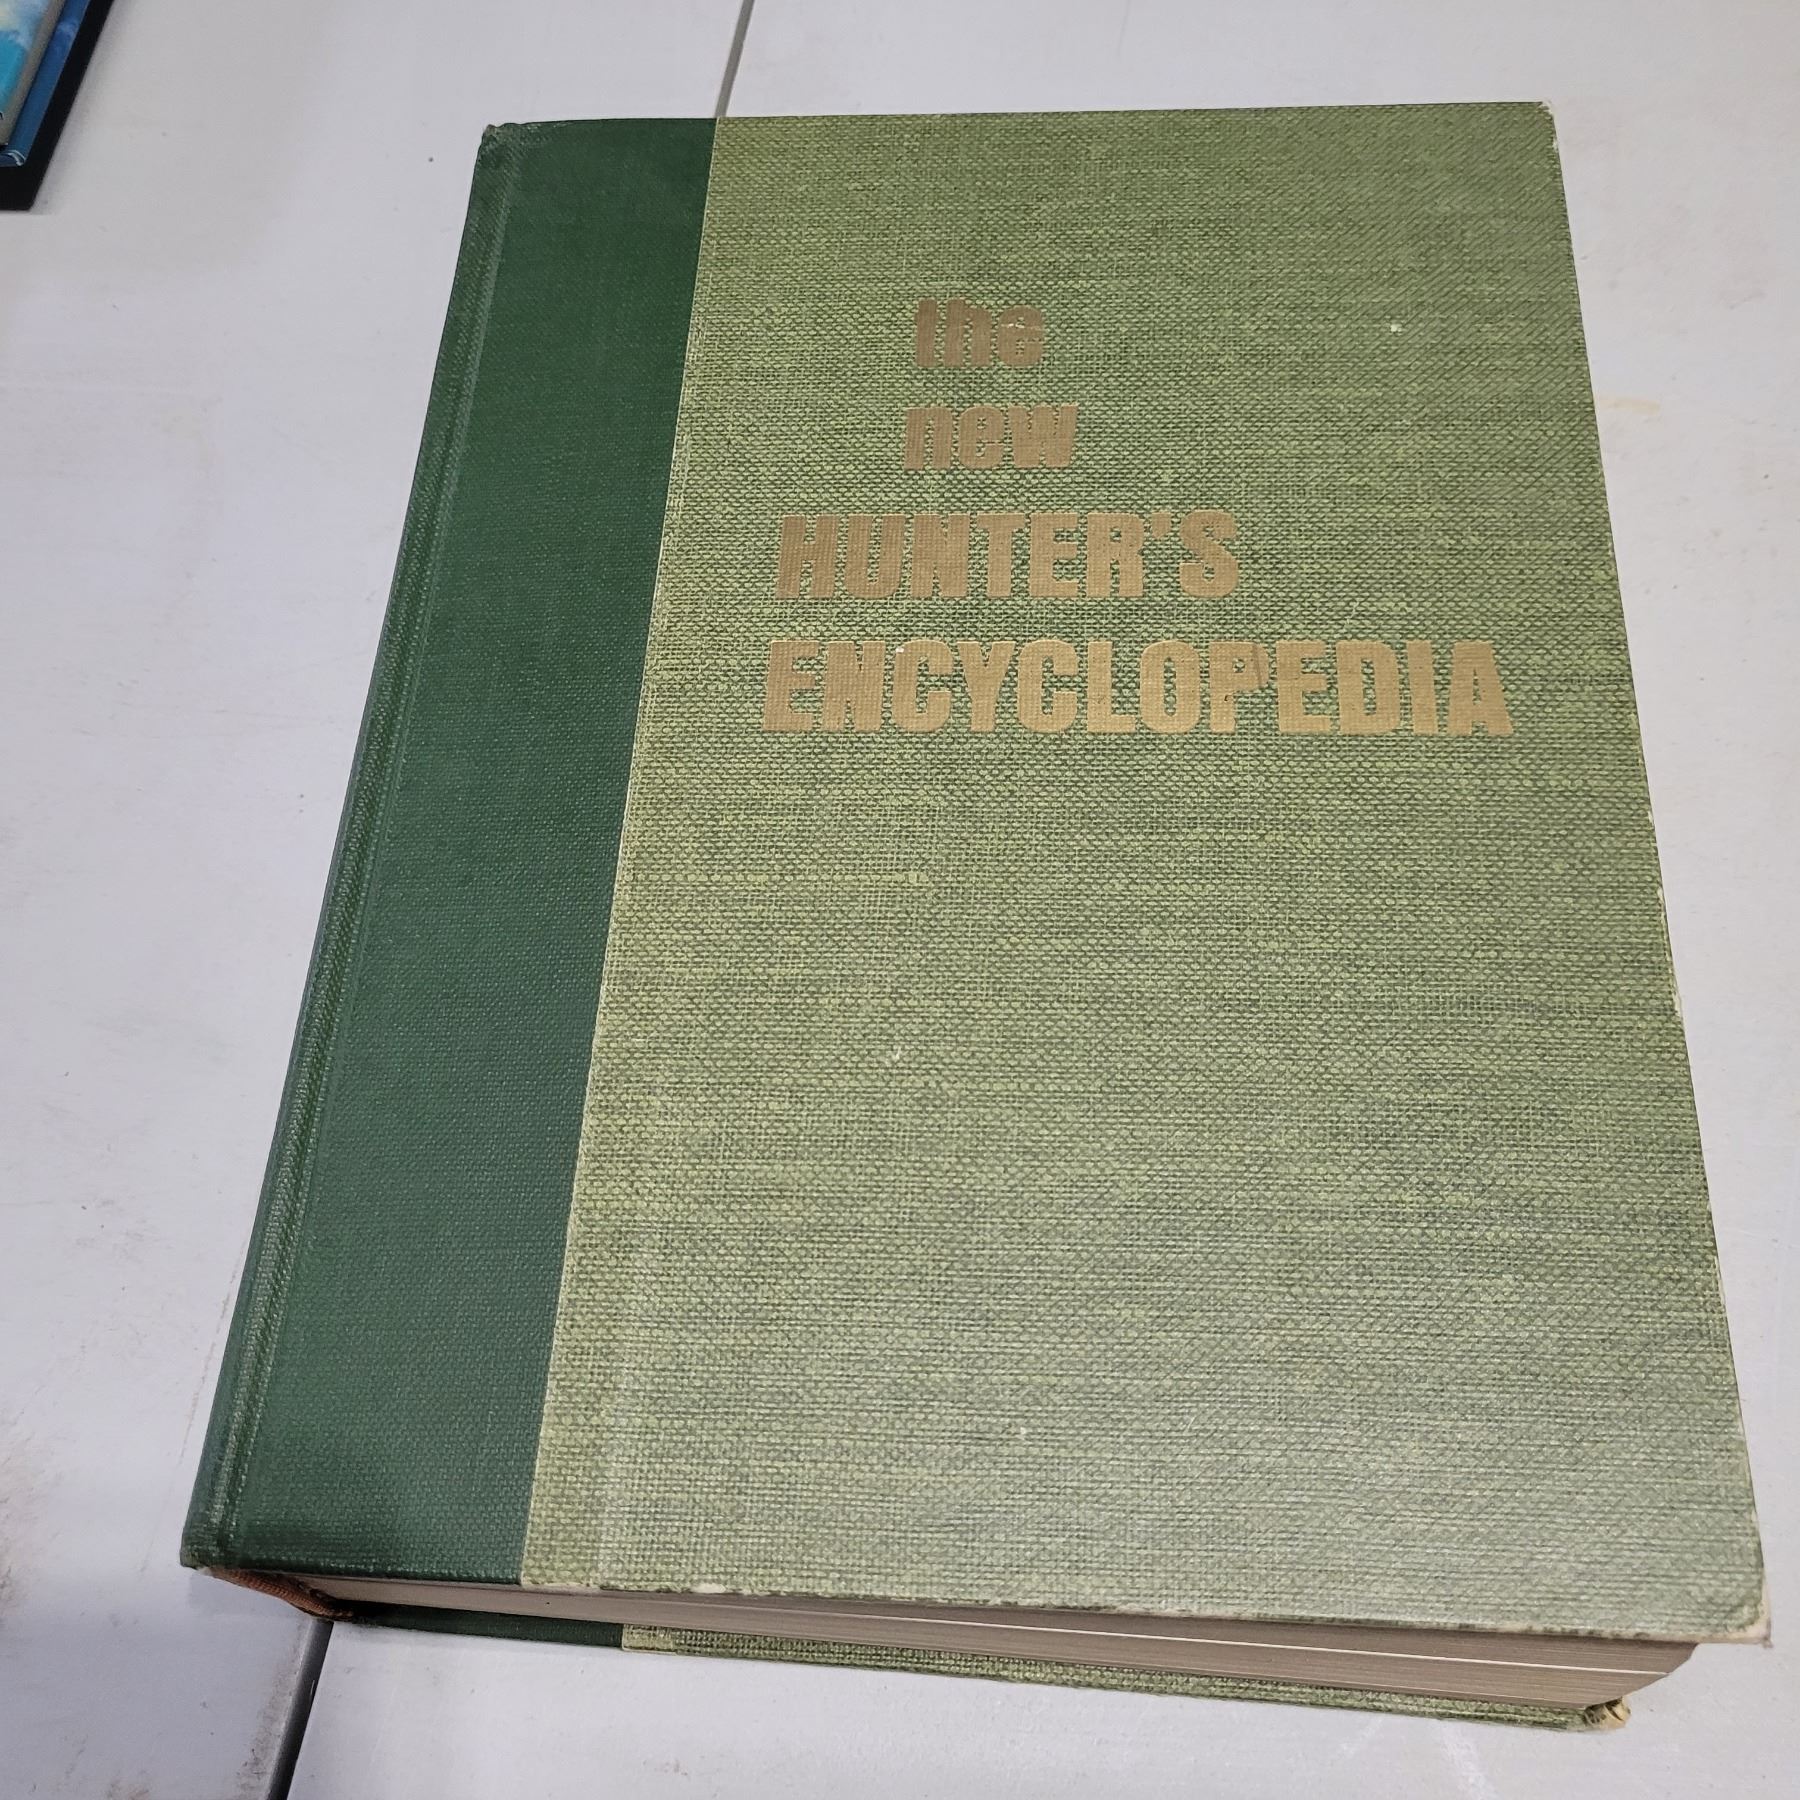 the
new
HUNTER'S
ENCYCLOPEDIA